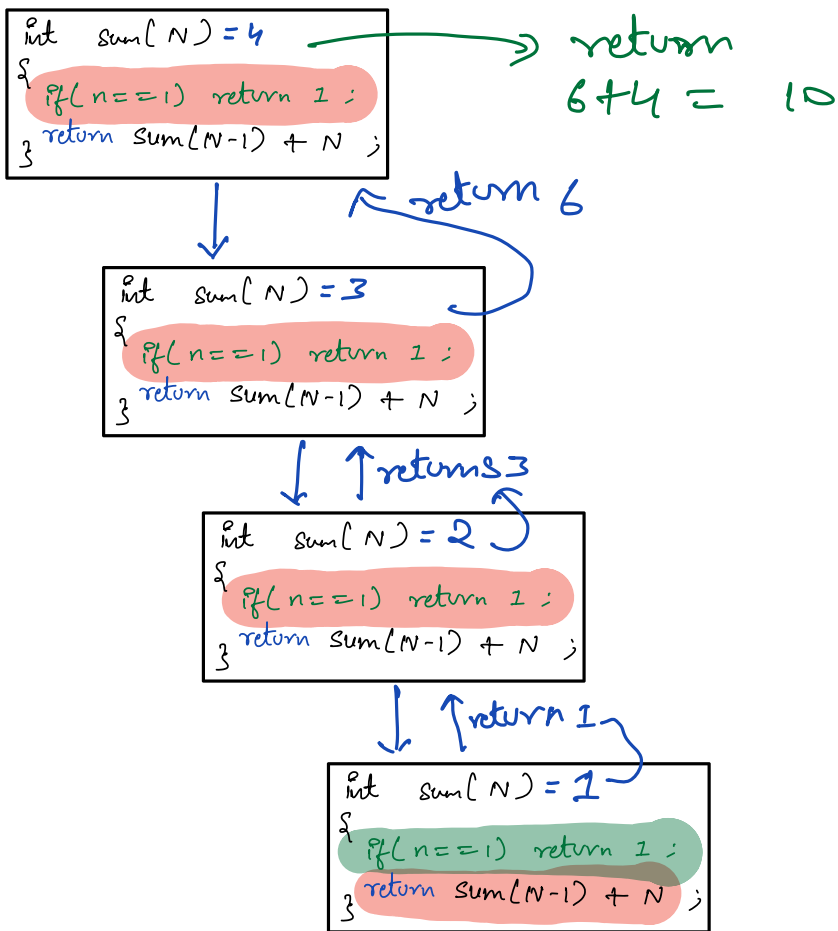 int sum(N) = 4
{
if(n==1) return 1;
return sum(N-1) + N ;
}
return
6+4 = 10
return 6
int sum(N) = 3
{
if(n==1) return 1;
return sum(N-1) + N ;
}
returns 3
int sum(N) = 2
{
if(n==1) return 1;
return sum(N-1) + N ;
}
return 1
int sum(N) = 1
{
if(n==1) return 1;
return sum(N-1) + N ;
}